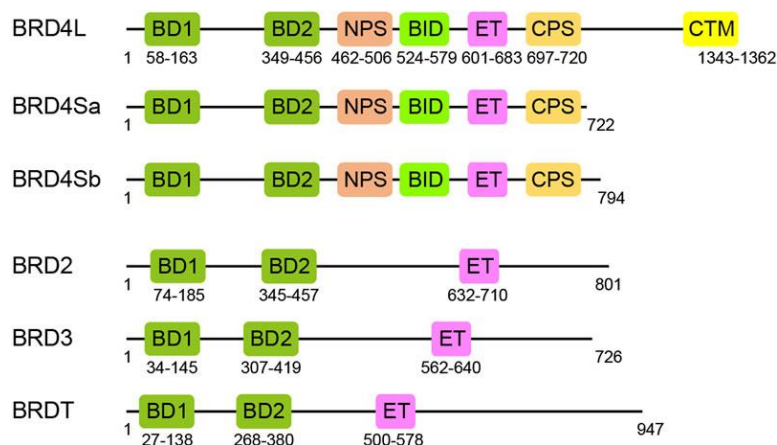 BRD4L BD1 BD2 NPS BID ET CPS CTM
1 58-163 349-456 462-506 524-579 601-683 697-720 1343-1362
BRD4Sa BD1 BD2 NPS BID ET CPS
1 722
BRD4Sb BD1 BD2 NPS BID ET CPS
1 794
BRD2 BD1 BD2 ET
1 74-185 345-457 632-710 801
BRD3 BD1 BD2 ET
1 34-145 307-419 562-640 726
BRDT BD1 BD2 ET
1 27-138 268-380 500-578 947